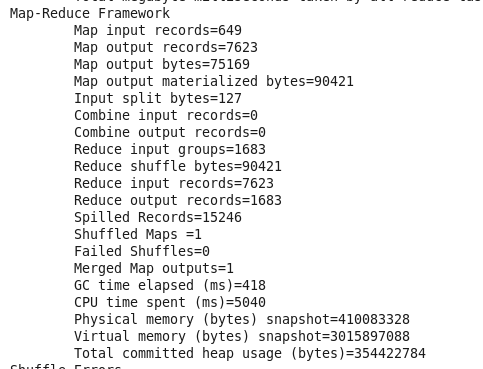 Map-Reduce Framework
Map input records=649
Map output records=7623
Map output bytes=75169
Map output materialized bytes=90421
Input split bytes=127
Combine input records=0
Combine output records=0
Reduce input groups=1683
Reduce shuffle bytes=90421
Reduce input records=7623
Reduce output records=1683
Spilled Records=15246
Shuffled Maps =1
Failed Shuffles=0
Merged Map outputs=1
GC time elapsed (ms)=418
CPU time spent (ms)=5040
Physical memory (bytes) snapshot=410083328
Virtual memory (bytes) snapshot=3015897088
Total committed heap usage (bytes)=354422784
Shuffle Errors